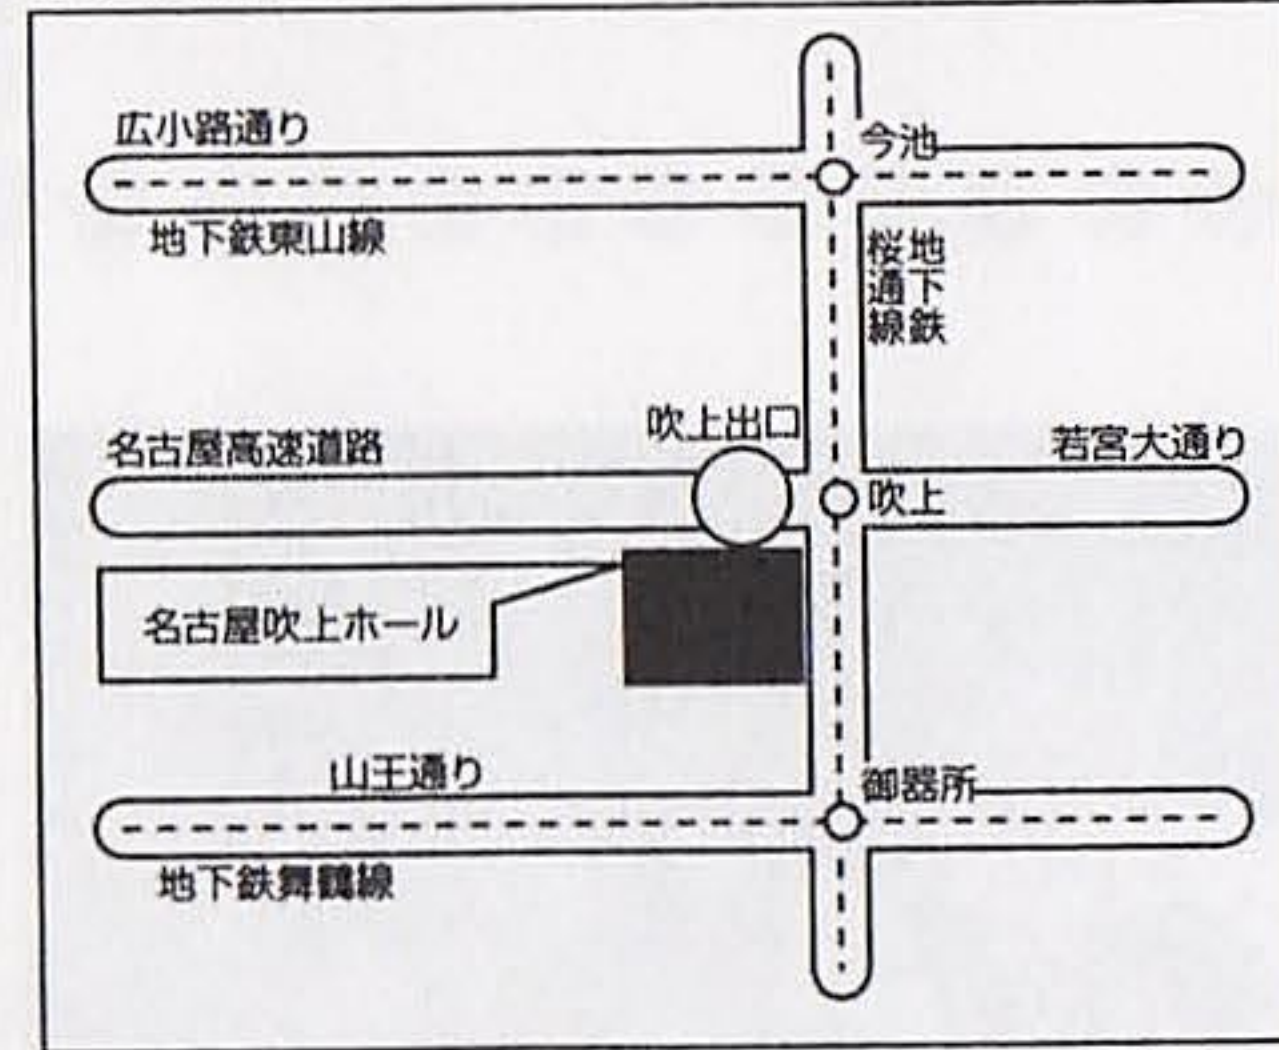 広小路通り
今池
地下鉄東山線
地下鉄
桜通線
吹上出口
名古屋高速道路
若宮大通り
吹上
名古屋吹上ホール
山王通り
御器所
地下鉄舞鶴線